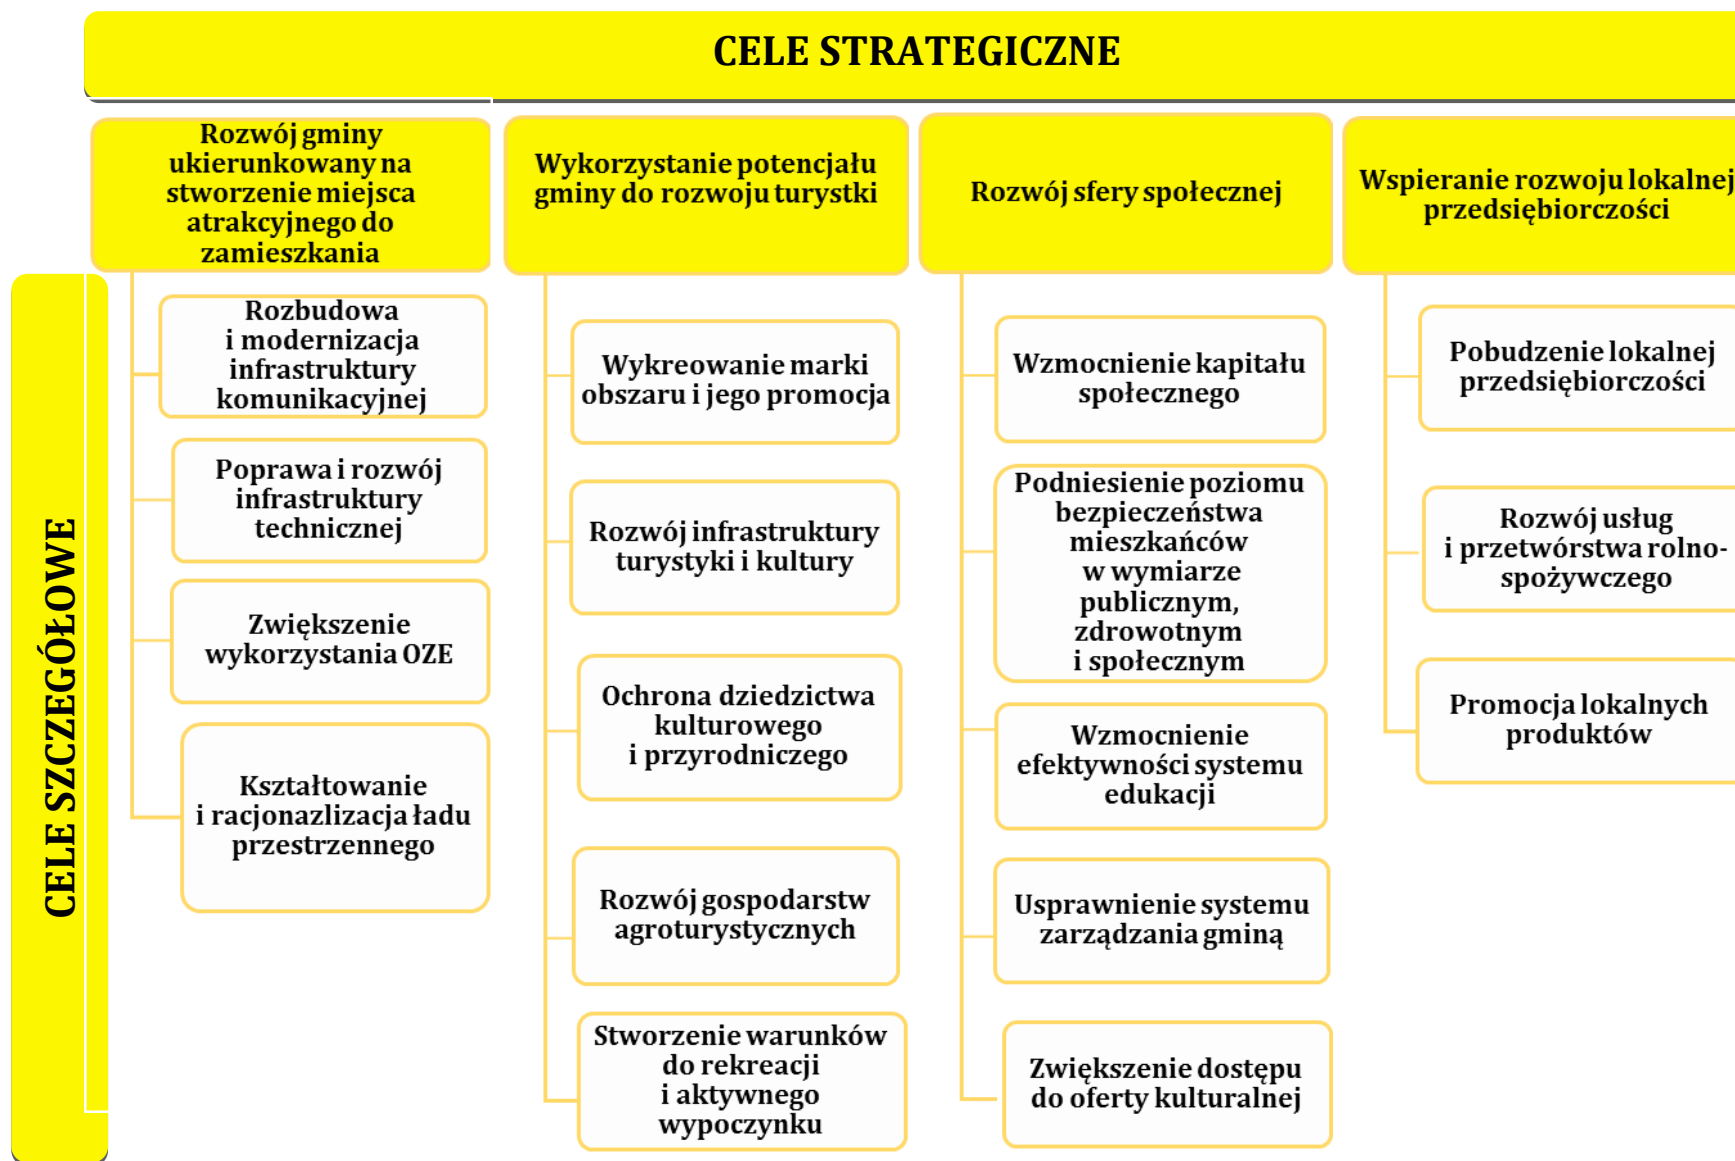 CELE STRATEGICZNE
Rozwój gminy
ukierunkowany na
stworzenie miejsca
atrakcyjnego do
zamieszkania
Wykorzystanie potencjału
gminy do rozwoju turystki
Rozwój sfery społecznej
Wspieranie rozwoju lokalnej
przedsiębiorczości
CELE SZCZEGÓŁOWE
Rozbudowa
i modernizacja
infrastruktury
komunikacyjnej
Poprawa i rozwój
infrastruktury
technicznej
Zwiększenie
wykorzystania OZE
Kształtowanie
i racjonazlizacja ładu
przestrzennego
Wykreowanie marki
obszaru i jego promocja
Rozwój infrastruktury
turystyki i kultury
Ochrona dziedzictwa
kulturowego
i przyrodniczego
Rozwój gospodarstw
agroturystycznych
Stworzenie warunków
do rekreacji
i aktywnego
wypoczynku
Wzmocnienie kapitału
społecznego
Podniesienie poziomu
bezpieczeństwa
mieszkańców
w wymiarze
publicznym,
zdrowotnym
i społecznym
Wzmocnienie
efektywności systemu
edukacji
Usprawnienie systemu
zarządzania gminą
Zwiększenie dostępu
do oferty kulturalnej
Pobudzenie lokalnej
przedsiębiorczości
Rozwój usług
i przetwórstwa rolno-
spożywczego
Promocja lokalnych
produktów